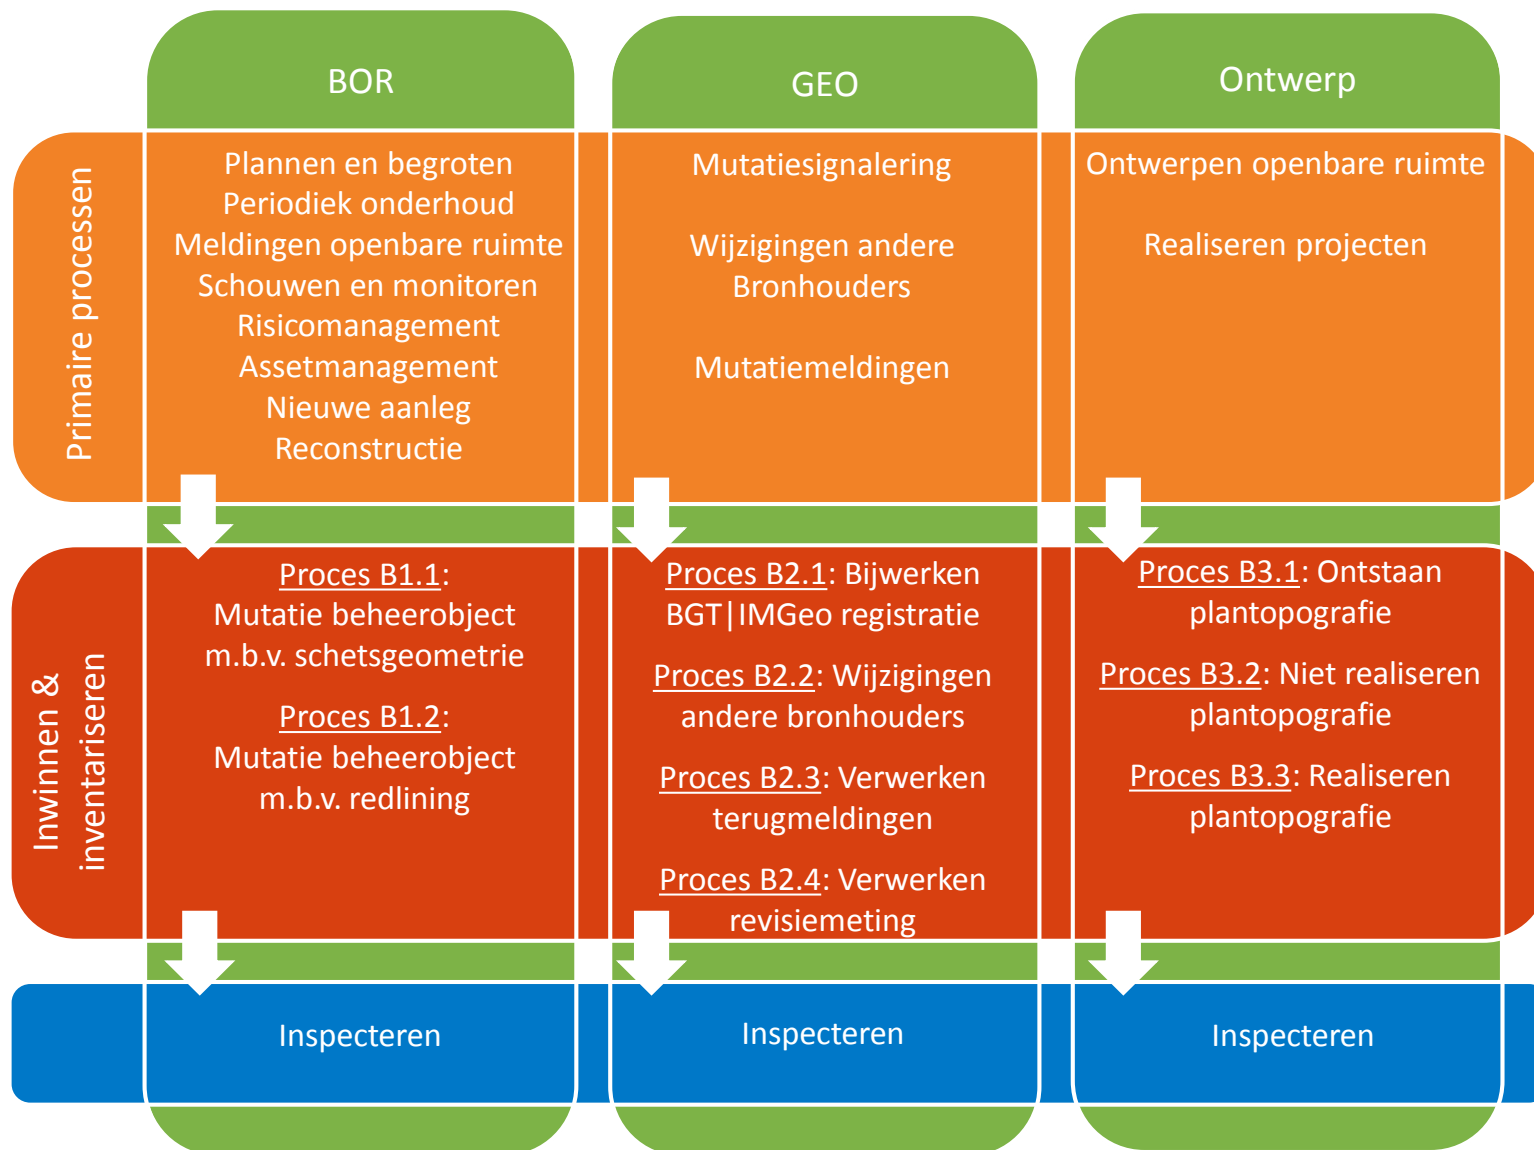 BOR
GEO
Ontwerp
Primaire processen
Plannen en begroten
Periodiek onderhoud
Meldingen openbare ruimte
Schouwen en monitoren
Risicomanagement
Assetmanagement
Nieuwe aanleg
Reconstructie
Mutatiesignalering
Wijzigingen andere
Bronhouders
Mutatiemeldingen
Ontwerpen openbare ruimte
Realiseren projecten
Inwinnen &
inventariseren
Proces B1.1:
Mutatie beheerobject
m.b.v. schetsgeometrie
Proces B1.2:
Mutatie beheerobject
m.b.v. redlining
Proces B2.1: Bijwerken
BGT|IMGeo registratie
Proces B2.2: Wijzigingen
andere bronhouders
Proces B2.3: Verwerken
terugmeldingen
Proces B2.4: Verwerken
revisiemeting
Proces B3.1: Ontstaan
plantopografie
Proces B3.2: Niet realiseren
plantopografie
Proces B3.3: Realiseren
plantopografie
Inspecteren
Inspecteren
Inspecteren